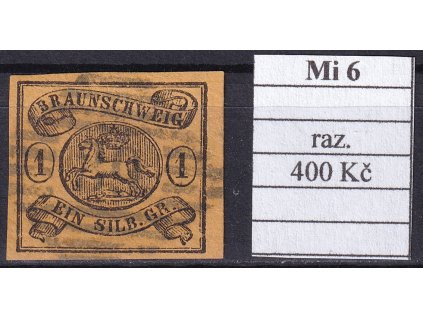 BRAUNSCHWEIG
1 1
EIN SILB. GR.
Mi 6
raz.
400 Kč